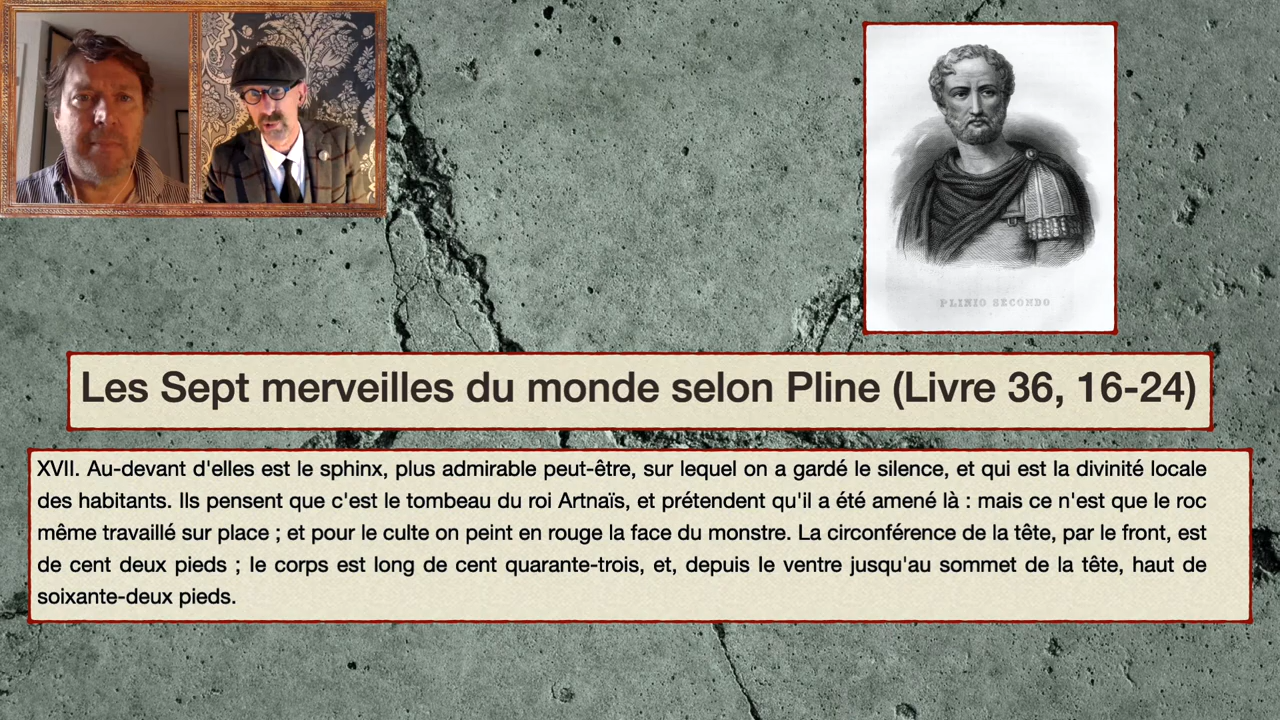 PLINIO SECONDO
Les Sept merveilles du monde selon Pline (Livre 36, 16-24)
XVII. Au-devant d'elles est le sphinx, plus admirable peut-être, sur lequel on a gardé le silence, et qui est la divinité locale
des habitants. Ils pensent que c'est le tombeau du roi Artnaïs, et prétendent qu'il a été amené là : mais ce n'est que le roc
même travaillé sur place ; et pour le culte on peint en rouge la face du monstre. La circonférence de la tête, par le front, est
de cent deux pieds ; le corps est long de cent quarante-trois, et, depuis le ventre jusqu'au sommet de la tête, haut de
soixante-deux pieds.